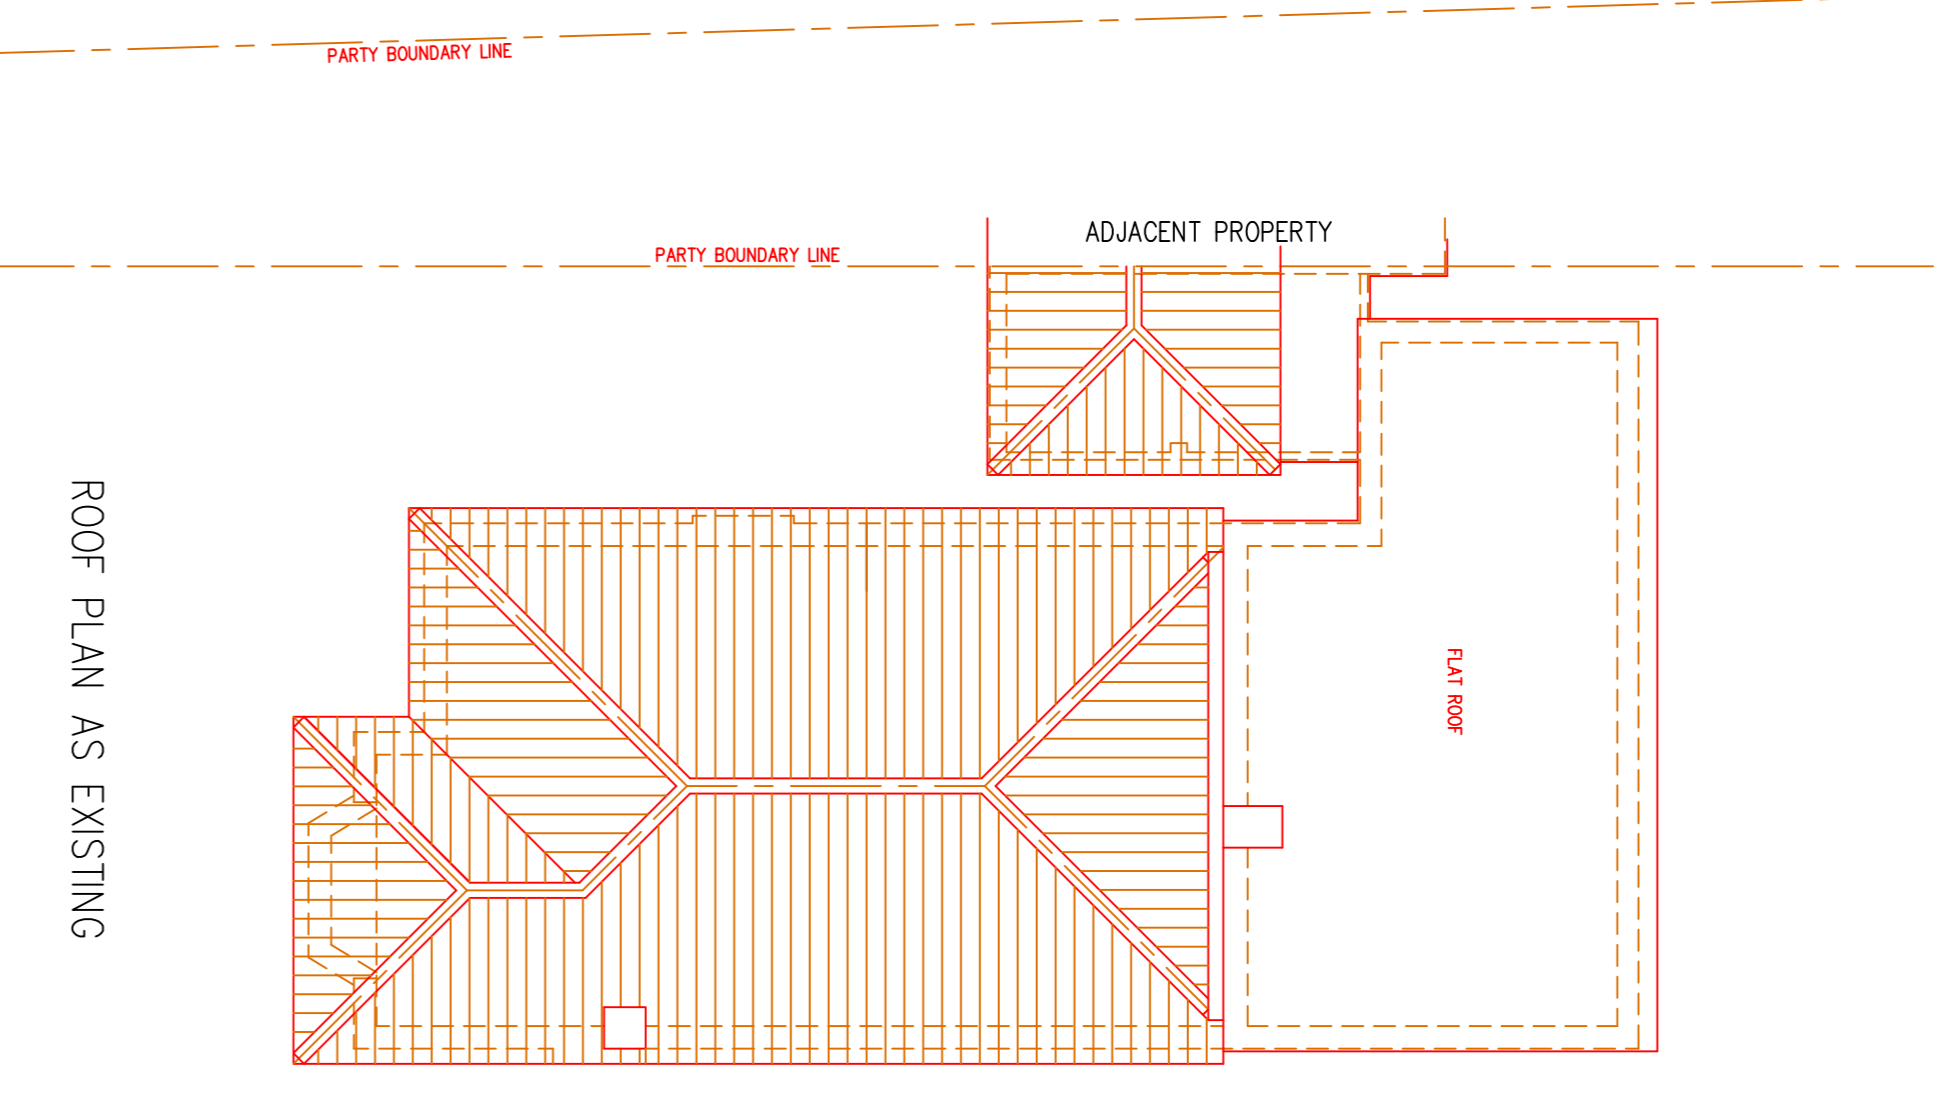 PARTY BOUNDARY LINE
ADJACENT PROPERTY
PARTY BOUNDARY LINE
FLAT ROOF
ROOF PLAN AS EXISTING